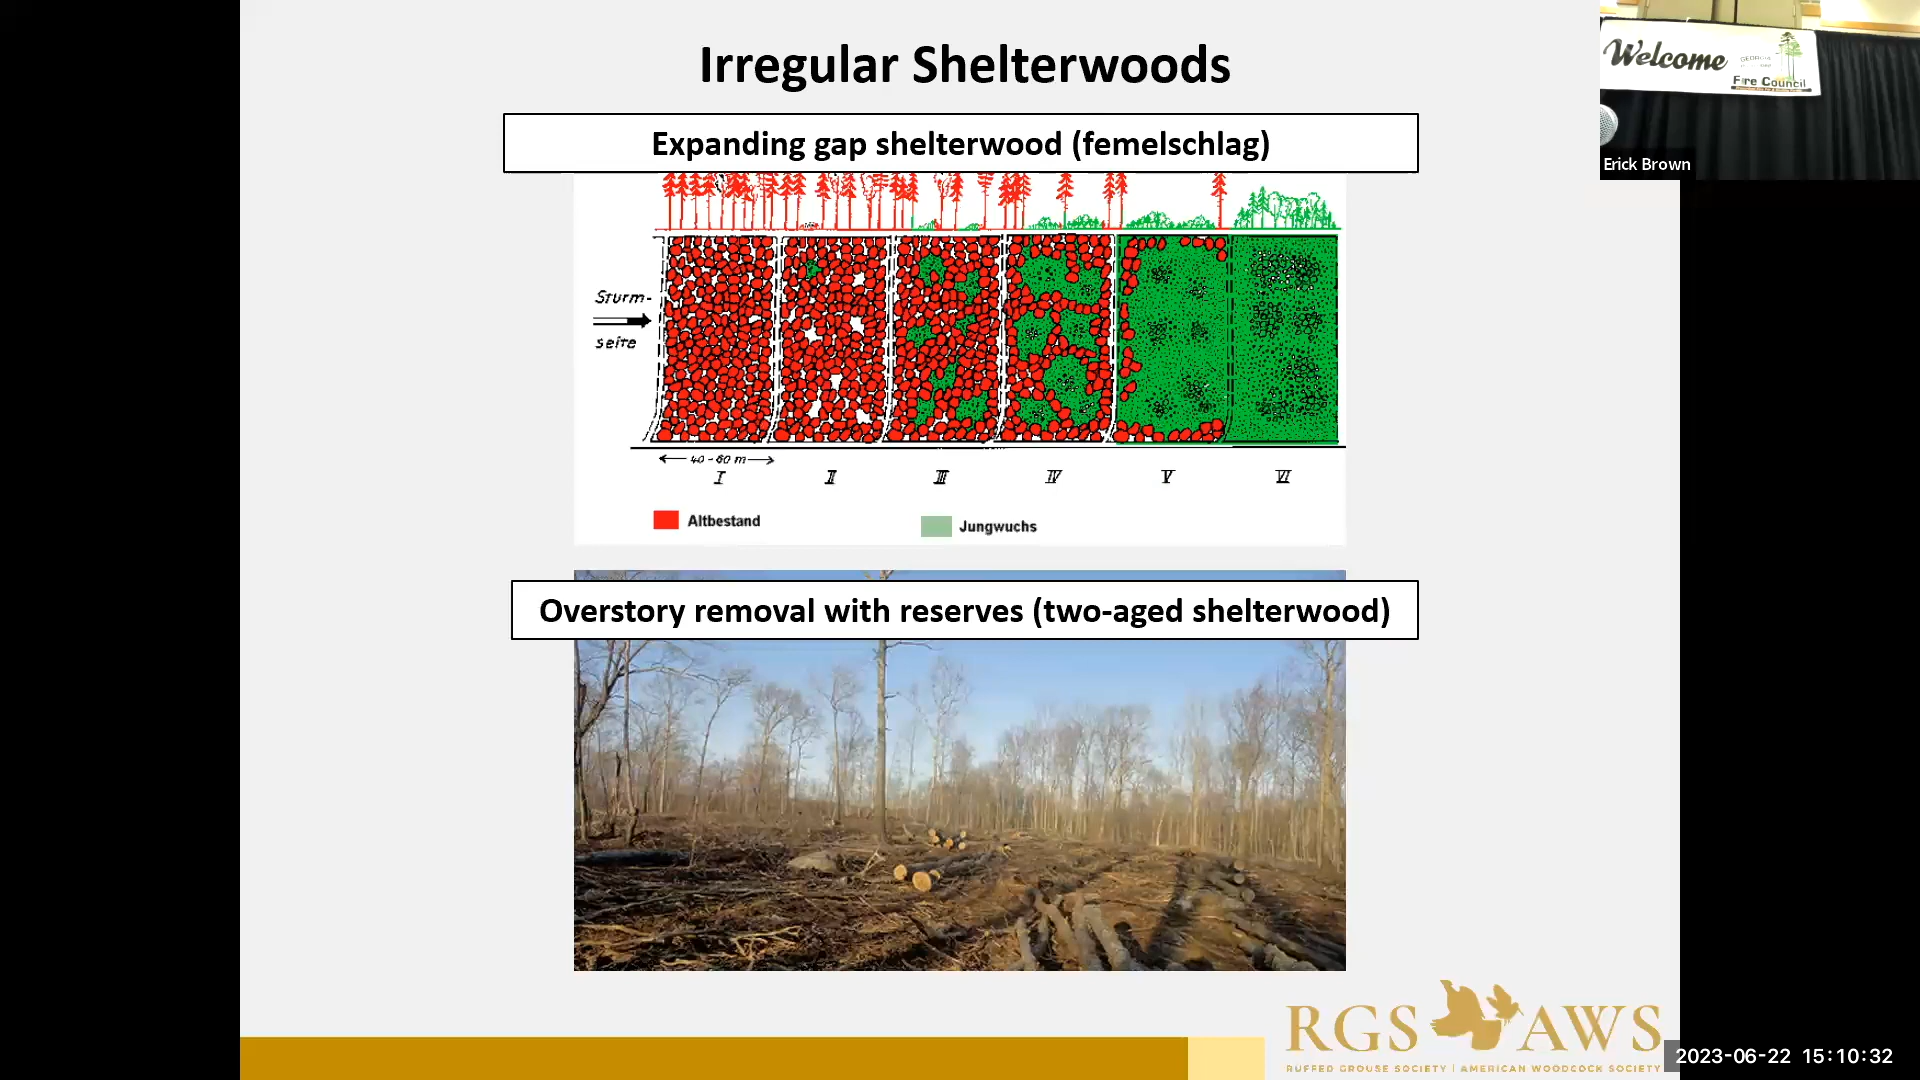 Irregular Shelterwoods
Expanding gap shelterwood (femelschlag)
Sturm-
seite
40-60 m
I II III IV V VI
Altbestand
Jungwuchs
Overstory removal with reserves (two-aged shelterwood)
RGS AWS
RUFFED GROUSE SOCIETY | AMERICAN WOODCOCK SOCIETY
Welcome
GEORGIA
Fire Council
Erick Brown
2023-06-22 15:10:32